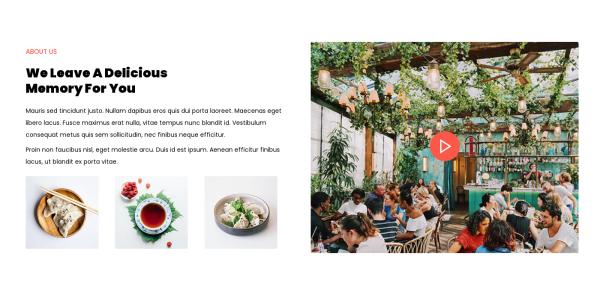 ABOUT US
We Leave A Delicious
Memory For You
Mauris sed tincidunt justo. Nullam dapibus eros quis dui porta laoreet. Maecenas eget
libero lacus. Fusce maximus erat nulla, vitae tempus nunc blandit id. Vestibulum
consequat metus quis sem sollicitudin, nec finibus neque efficitur.
Proin non faucibus nisl, eget molestie arcu. Duis id est ipsum. Aenean efficitur finibus
lacus, ut blandit ex porta vitae.